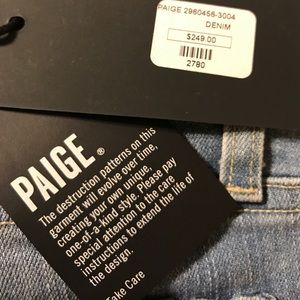 PAIGE 2960456-3004
DENIM
$249.00
2780
PAIGE®
The destruction patterns on this
garment will evolve over time,
creating your own unique,
one-of-a-kind style. Please pay
special attention to the care
instructions to extend the life of
the design.
Take Care